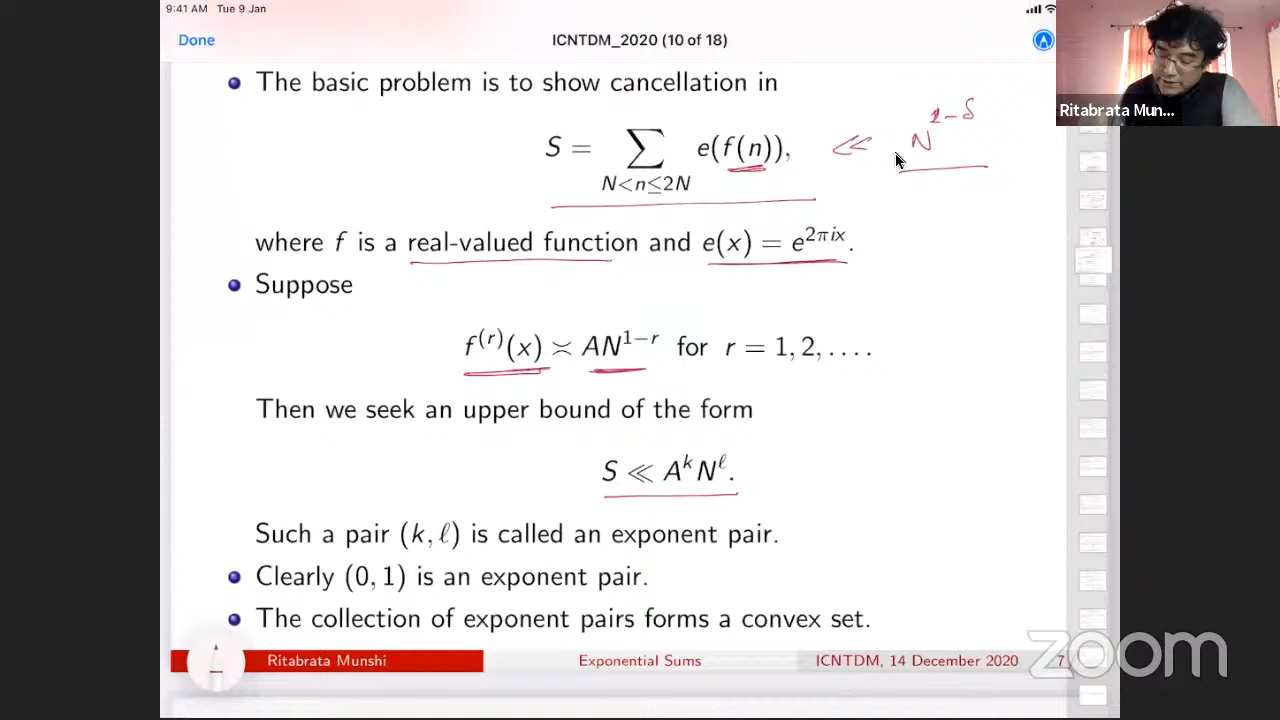 9:41 AM Tue 9 Jan
Done
ICNTDM_2020 (10 of 18)
Ritabrata Mun...
The basic problem is to show cancellation in
S = ∑_{N<n≤2N} e(f(n)), ≪ N^{1-δ}
where f is a real-valued function and e(x) = e^{2πix}.
Suppose
f^{(r)}(x) ≍ AN^{1−r} for r = 1, 2, . . . .
Then we seek an upper bound of the form
S ≪ A^k N^ℓ.
Such a pair (k, ℓ) is called an exponent pair.
Clearly (0, 1) is an exponent pair.
The collection of exponent pairs forms a convex set.
Ritabrata Munshi
Exponential Sums
ICNTDM, 14 December 2020
7
zoom